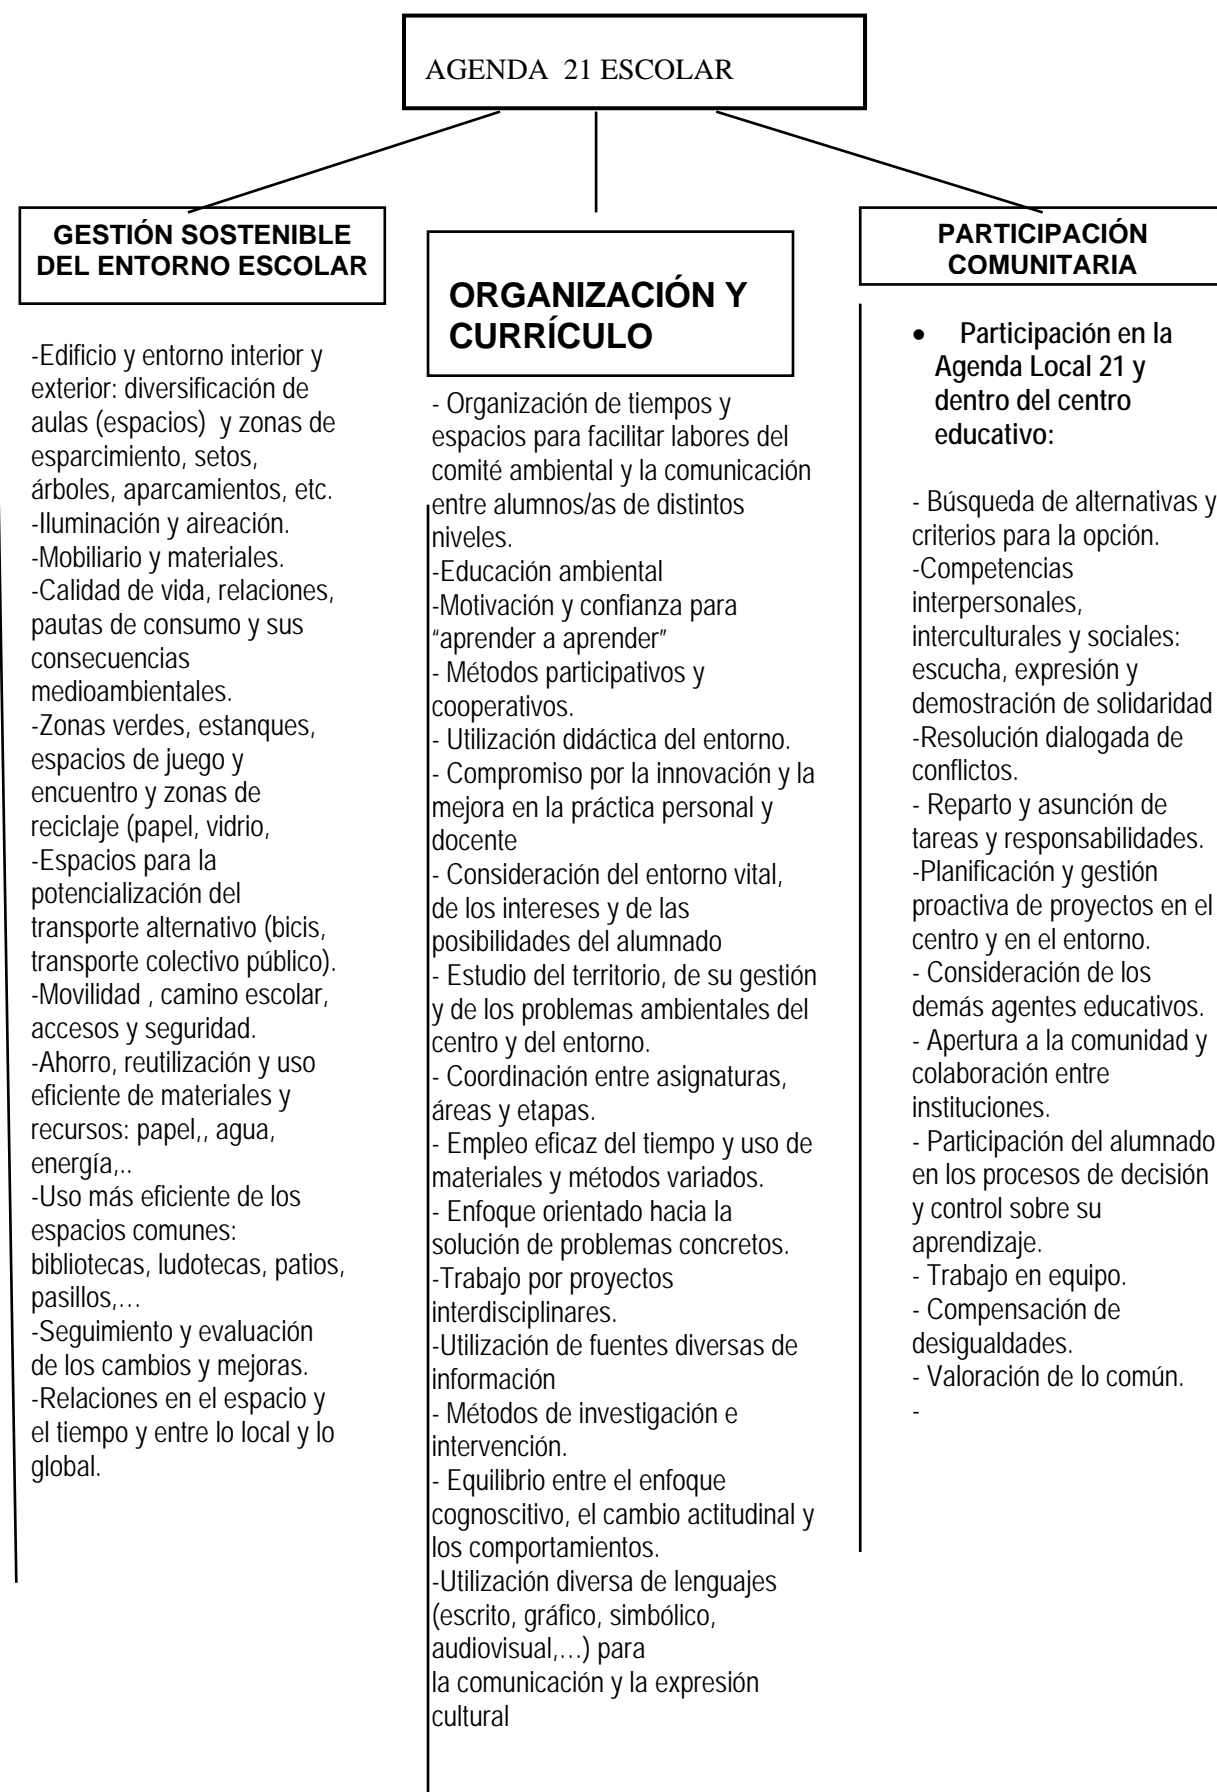 AGENDA 21 ESCOLAR
GESTIÓN SOSTENIBLE
DEL ENTORNO ESCOLAR
-Edificio y entorno interior y
exterior: diversificación de
aulas (espacios) y zonas de
esparcimiento, setos,
árboles, aparcamientos, etc.
-Iluminación y aireación.
-Mobiliario y materiales.
-Calidad de vida, relaciones,
pautas de consumo y sus
consecuencias
medioambientales.
-Zonas verdes, estanques,
espacios de juego y
encuentro y zonas de
reciclaje (papel, vidrio,
-Espacios para la
potencialización del
transporte alternativo (bicis,
transporte colectivo público).
-Movilidad , camino escolar,
accesos y seguridad.
-Ahorro, reutilización y uso
eficiente de materiales y
recursos: papel,, agua,
energía,..
-Uso más eficiente de los
espacios comunes:
bibliotecas, ludotecas, patios,
pasillos,…
-Seguimiento y evaluación
de los cambios y mejoras.
-Relaciones en el espacio y
el tiempo y entre lo local y lo
global.
ORGANIZACIÓN Y
CURRÍCULO
- Organización de tiempos y
espacios para facilitar labores del
comité ambiental y la comunicación
entre alumnos/as de distintos
niveles.
-Educación ambiental
-Motivación y confianza para
“aprender a aprender”
- Métodos participativos y
cooperativos.
- Utilización didáctica del entorno.
- Compromiso por la innovación y la
mejora en la práctica personal y
docente
- Consideración del entorno vital,
de los intereses y de las
posibilidades del alumnado
- Estudio del territorio, de su gestión
y de los problemas ambientales del
centro y del entorno.
- Coordinación entre asignaturas,
áreas y etapas.
- Empleo eficaz del tiempo y uso de
materiales y métodos variados.
- Enfoque orientado hacia la
solución de problemas concretos.
-Trabajo por proyectos
interdisciplinares.
-Utilización de fuentes diversas de
información
- Métodos de investigación e
intervención.
- Equilibrio entre el enfoque
cognoscitivo, el cambio actitudinal y
los comportamientos.
-Utilización diversa de lenguajes
(escrito, gráfico, simbólico,
audiovisual,…) para
la comunicación y la expresión
cultural
PARTICIPACIÓN
COMUNITARIA
• Participación en la
Agenda Local 21 y
dentro del centro
educativo:
- Búsqueda de alternativas y
criterios para la opción.
-Competencias
interpersonales,
interculturales y sociales:
escucha, expresión y
demostración de solidaridad
-Resolución dialogada de
conflictos.
- Reparto y asunción de
tareas y responsabilidades.
-Planificación y gestión
proactiva de proyectos en el
centro y en el entorno.
- Consideración de los
demás agentes educativos.
- Apertura a la comunidad y
colaboración entre
instituciones.
- Participación del alumnado
en los procesos de decisión
y control sobre su
aprendizaje.
- Trabajo en equipo.
- Compensación de
desigualdades.
- Valoración de lo común.
-